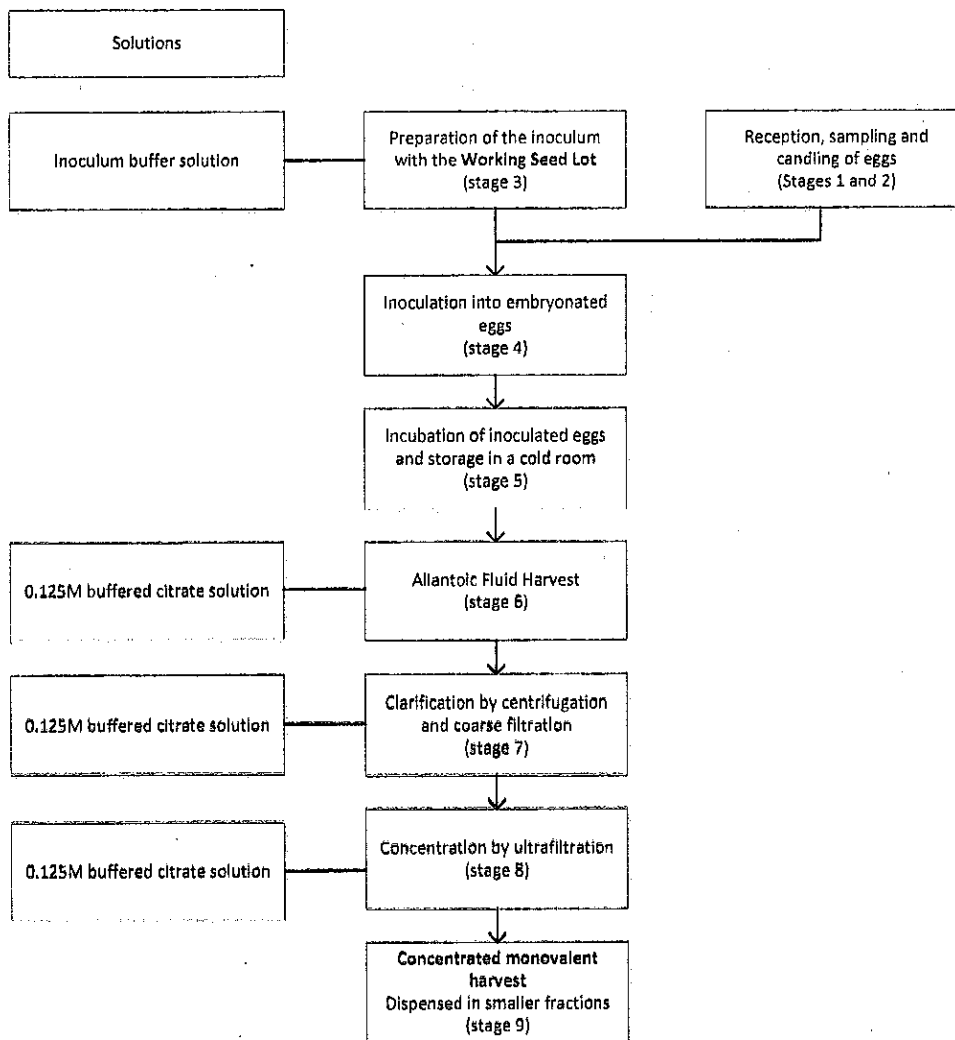 Solutions
Inoculum buffer solution
Preparation of the inoculum
with the Working Seed Lot
(stage 3)
Reception, sampling and
candling of eggs
(Stages 1 and 2)
Inoculation into embryonated
eggs
(stage 4)
Incubation of inoculated eggs
and storage in a cold room
(stage 5)
0.125M buffered citrate solution
Allantoic Fluid Harvest
(stage 6)
0.125M buffered citrate solution
Clarification by centrifugation
and coarse filtration
(stage 7)
0.125M buffered citrate solution
Concentration by ultrafiltration
(stage 8)
Concentrated monovalent
harvest
Dispensed in smaller fractions
(stage 9)